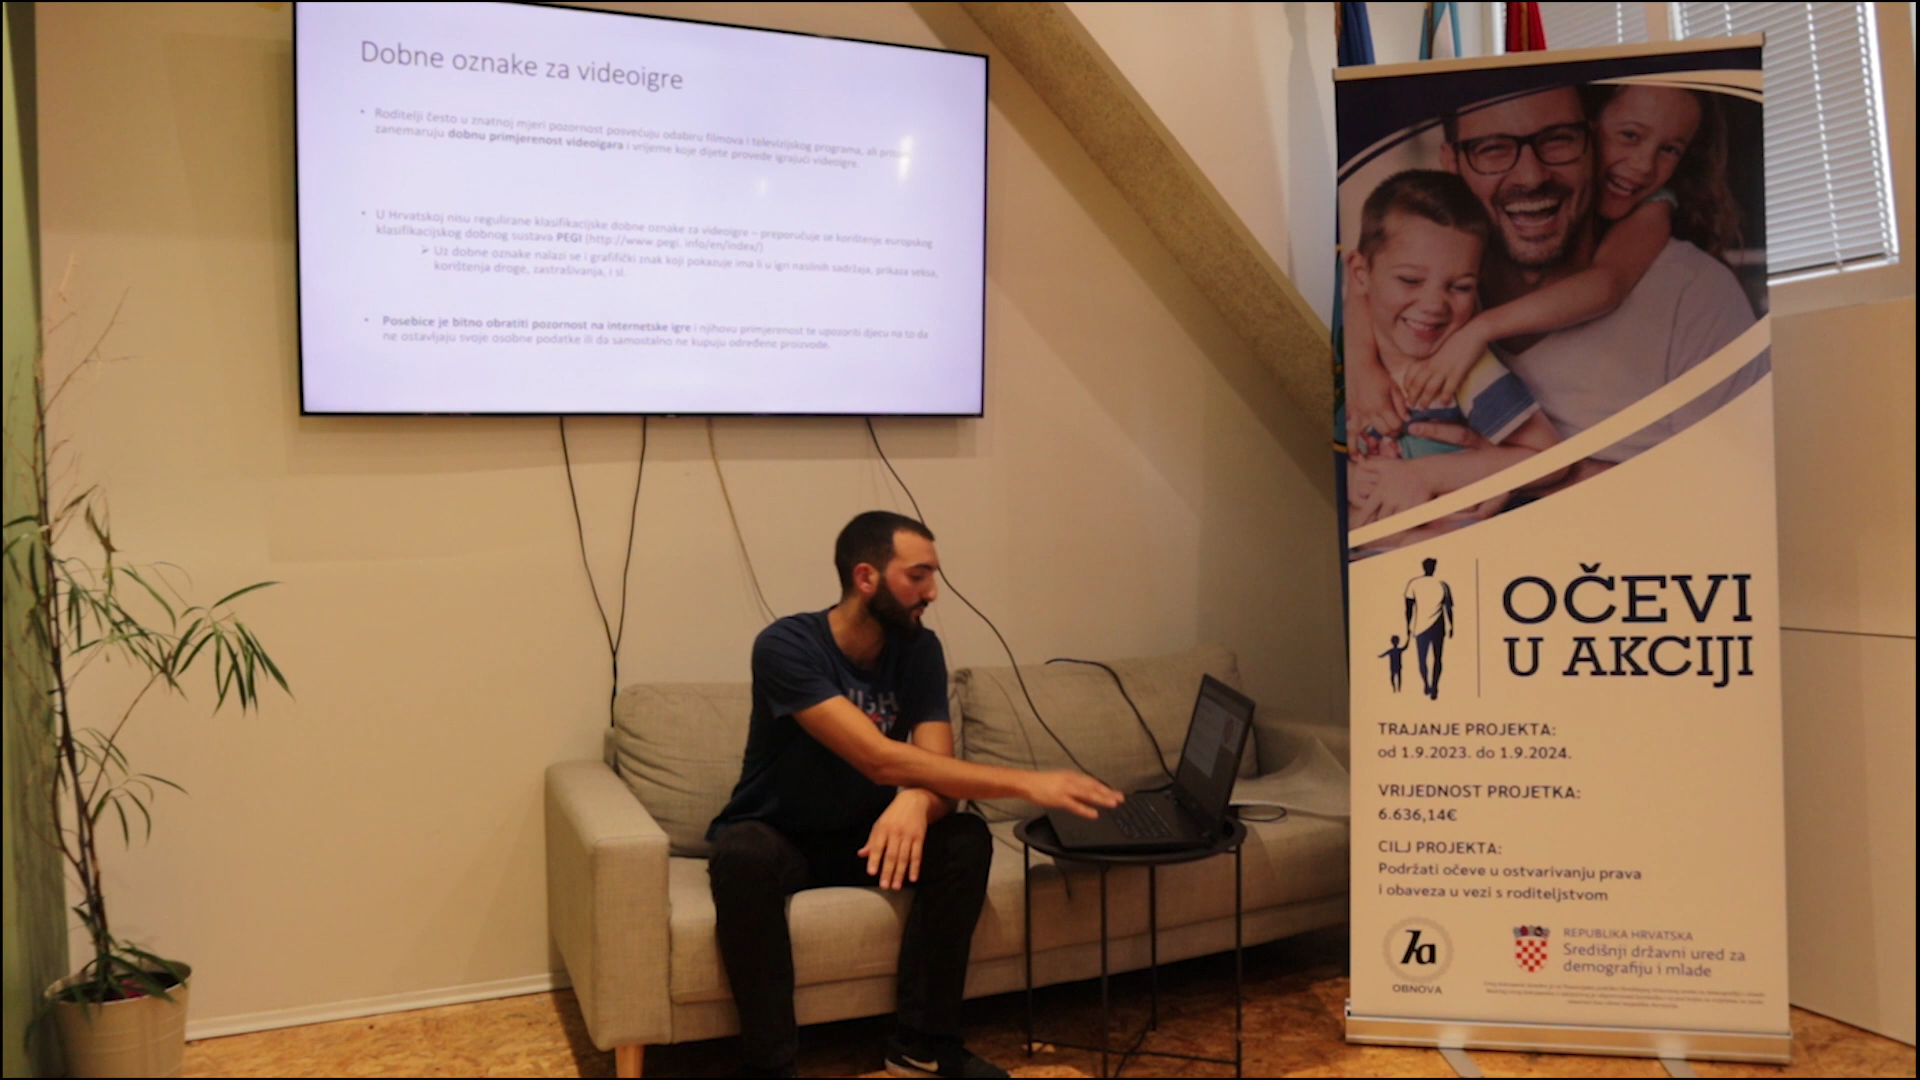 Dobne oznake za videoigre
• Roditelji često u znatnoj mjeri pozornost posvećuju odabiru filmova i televizijskog programa, ali
zanemaruju dobnu primjerenost videoigara i vrijeme koje dijete provede igrajući videoigre.
• U Hrvatskoj nisu regulirane klasifikacijske dobne oznake za videoigre – preporučuje se korištenje europskog
klasifikacijskog dobnog sustava PEGI (http://www.pegi. info/en/index/)
➢ Uz dobne oznake nalazi se i grafifički znak koji pokazuje ima li u igri nasilnih sadržaja, prikaza seksa,
korištenja droge, zastrašivanja, i sl.
• Posebice je bitno obratiti pozornost na internetske igre i njihovu primjerenost te upozoriti djecu na to da
ne ostavljaju svoje osobne podatke ili da samostalno ne kupuju određene proizvode.
OČEVI
U AKCIJI
TRAJANJE PROJEKTA:
od 1.9.2023. do 1.9.2024.
VRIJEDNOST PROJETKA:
6.636,14€
CILJ PROJEKTA:
Podržati očeve u ostvarivanju prava
i obaveza u vezi s roditeljstvom
Za
OBNOVA
REPUBLIKA HRVATSKA
Središnji državni ured za
demografiju i mlade